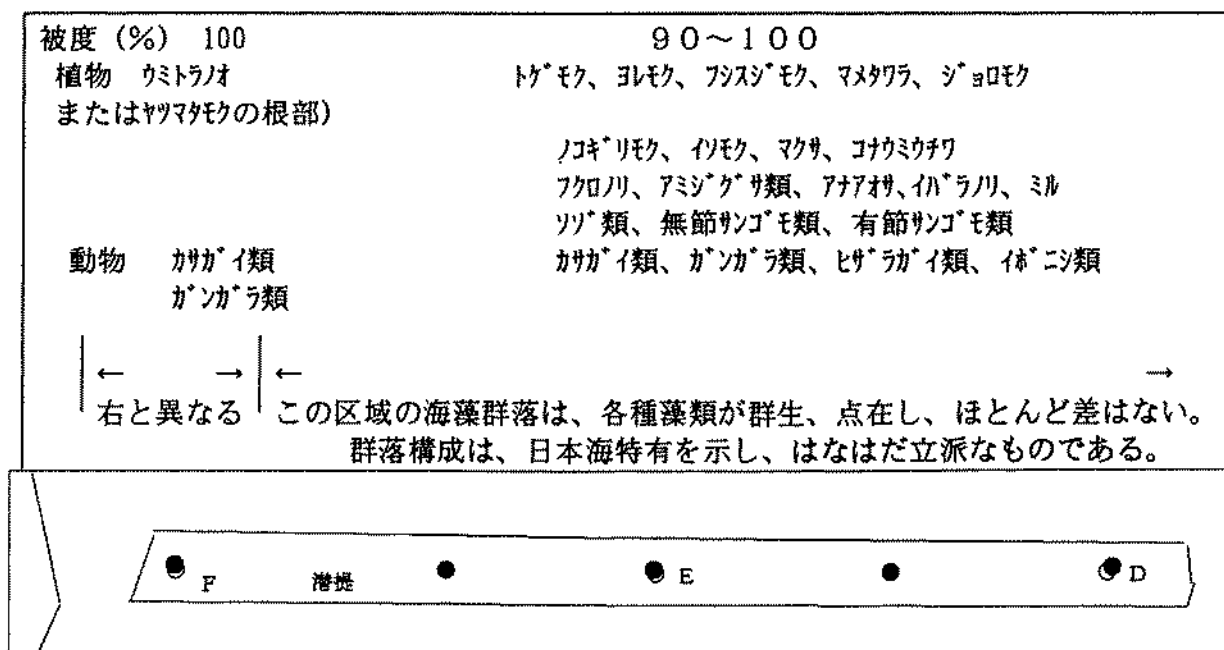 被度（%） 100 ９０～１００
植物 ｳﾐﾄﾗﾉｵ ﾄｹﾞﾓｸ、ﾖﾚﾓｸ、ﾌｼｽｼﾞﾓｸ、ﾏﾒﾀﾜﾗ、ｼﾞｮﾛﾓｸ
またはﾔﾂﾏﾀﾓｸの根部)
ﾉｺｷﾞﾘﾓｸ、ｲｿﾓｸ、ﾏｸｻ、ｺﾅｳﾐｳﾁﾜ
ﾌｸﾛﾉﾘ、ｱﾐｼﾞｸﾞｻ類、ｱﾅｱｵｻ､ｲﾊﾞﾗﾉﾘ、ﾐﾙ
ｿｿﾞ類、無節ｻﾝｺﾞﾓ類、有節ｻﾝｺﾞﾓ類
動物 ｶｻｶﾞｲ類 ｶｻｶﾞｲ類、ｶﾞﾝｶﾞﾗ類、ﾋｻﾞﾗｶﾞｲ類、ｲﾎﾞﾆｼ類
ｶﾞﾝｶﾞﾗ類
← → ← →
右と異なる この区域の海藻群落は、各種藻類が群生、点在し、ほとんど差はない。
群落構成は、日本海特有を示し、はなはだ立派なものである。
F 潜堤 E D